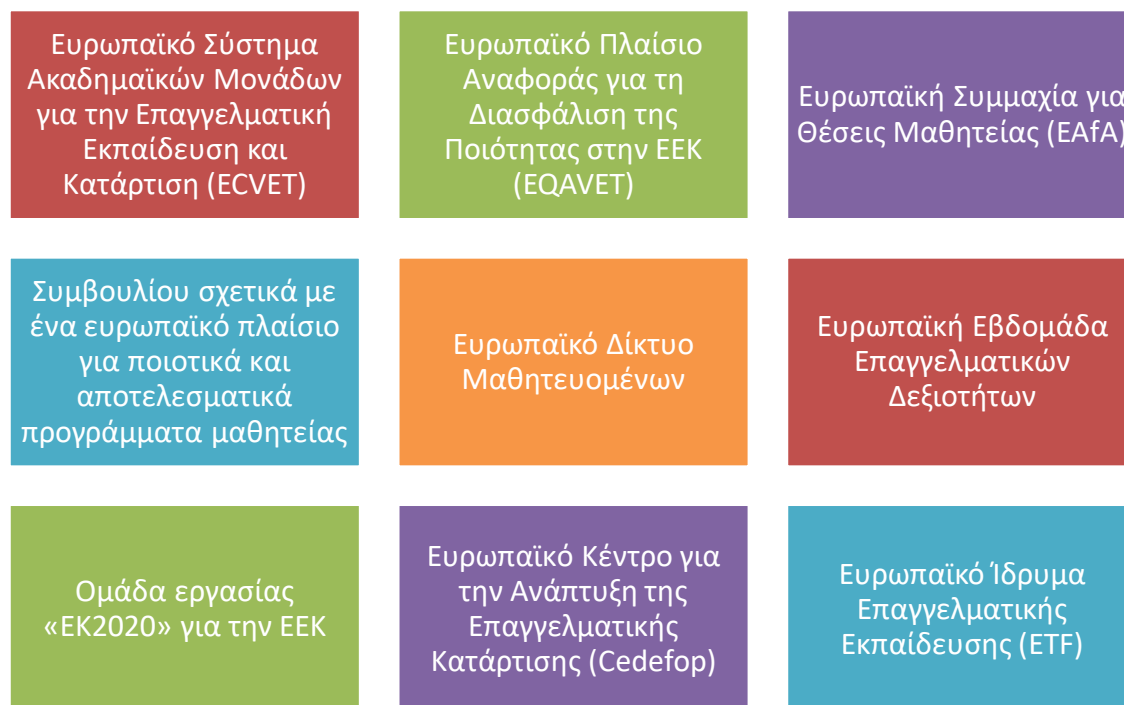 Ευρωπαϊκό Σύστημα
Ακαδημαϊκών Μονάδων
για την Επαγγελματική
Εκπαίδευση και
Κατάρτιση (ECVET)
Ευρωπαϊκό Πλαίσιο
Αναφοράς για τη
Διασφάλιση της
Ποιότητας στην ΕΕΚ
(EQAVET)
Ευρωπαϊκή Συμμαχία για
Θέσεις Μαθητείας (EAfA)
Συμβουλίου σχετικά με
ένα ευρωπαϊκό πλαίσιο
για ποιοτικά και
αποτελεσματικά
προγράμματα μαθητείας
Ευρωπαϊκό Δίκτυο
Μαθητευομένων
Ευρωπαϊκή Εβδομάδα
Επαγγελματικών
Δεξιοτήτων
Ομάδα εργασίας
«ΕΚ2020» για την ΕΕΚ
Ευρωπαϊκό Κέντρο για
την Ανάπτυξη της
Επαγγελματικής
Κατάρτισης (Cedefop)
Ευρωπαϊκό Ίδρυμα
Επαγγελματικής
Εκπαίδευσης (ETF)